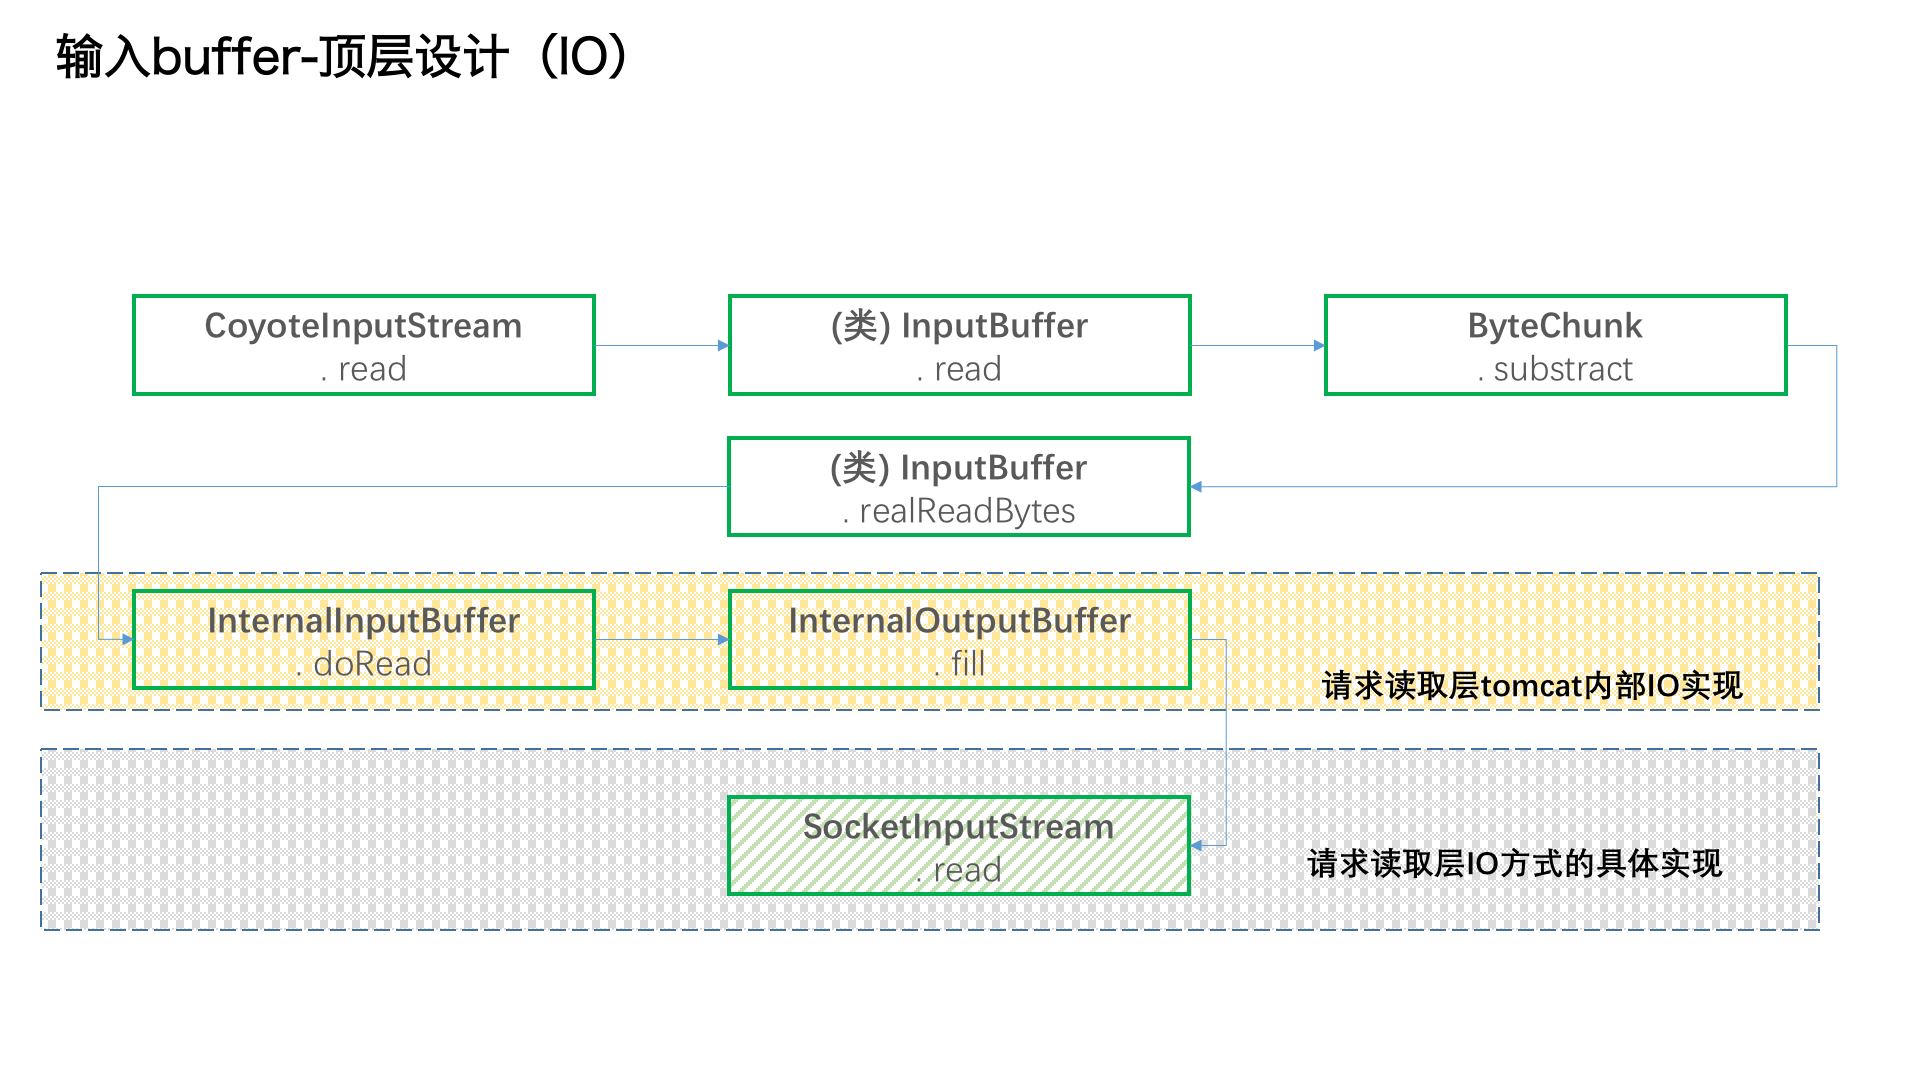 输入buffer-顶层设计（IO）
CoyoteInputStream
. read
(类) InputBuffer
. read
ByteChunk
. substract
(类) InputBuffer
. realReadBytes
InternalInputBuffer
. doRead
InternalOutputBuffer
. fill
请求读取层tomcat内部IO实现
SocketInputStream
. read
请求读取层IO方式的具体实现